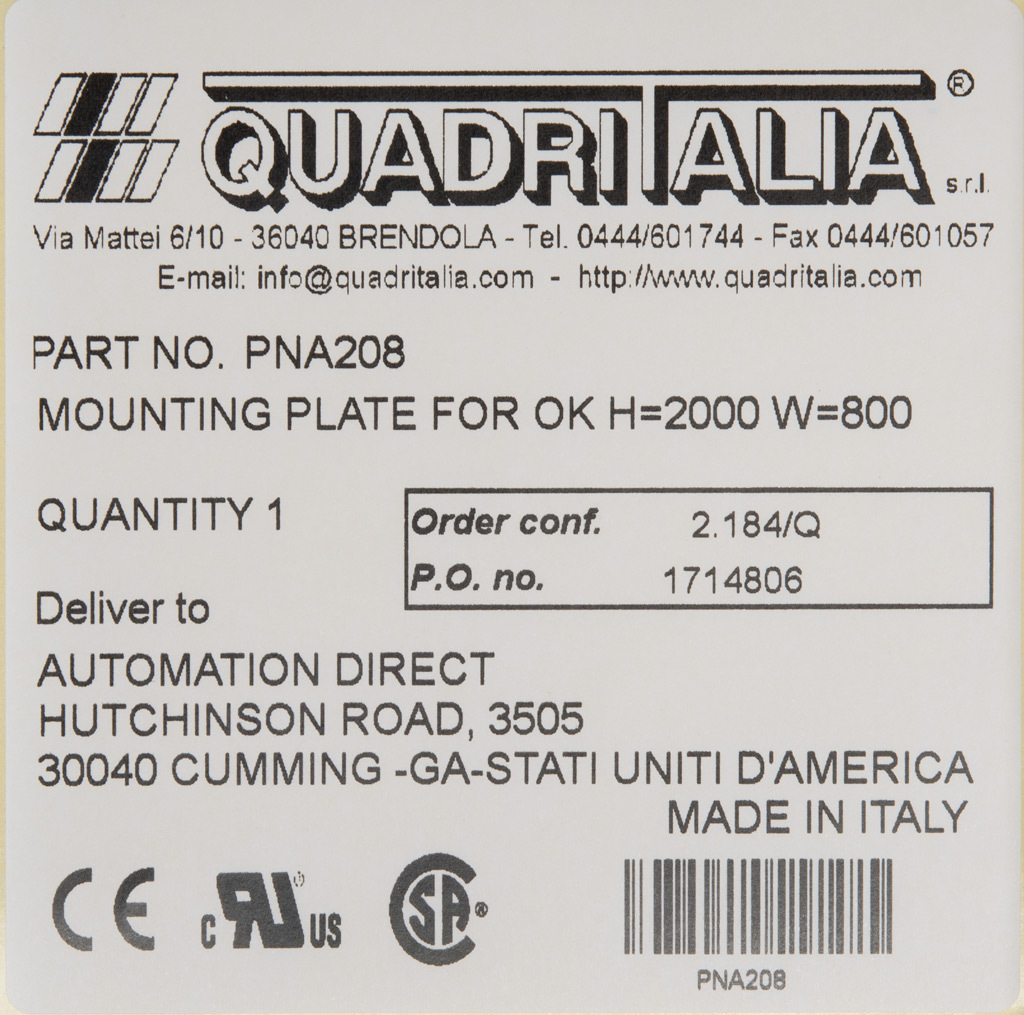 QUADRITALIA ® s.r.l.
Via Mattei 6/10 - 36040 BRENDOLA - Tel. 0444/601744 - Fax 0444/601057
E-mail: info@quadritalia.com - http://www.quadritalia.com
PART NO. PNA208
MOUNTING PLATE FOR OK H=2000 W=800
QUANTITY 1
Order conf. 2.184/Q
P.O. no. 1714806
Deliver to
AUTOMATION DIRECT
HUTCHINSON ROAD, 3505
30040 CUMMING -GA-STATI UNITI D'AMERICA
MADE IN ITALY
CE c RU US SA ®
PNA208